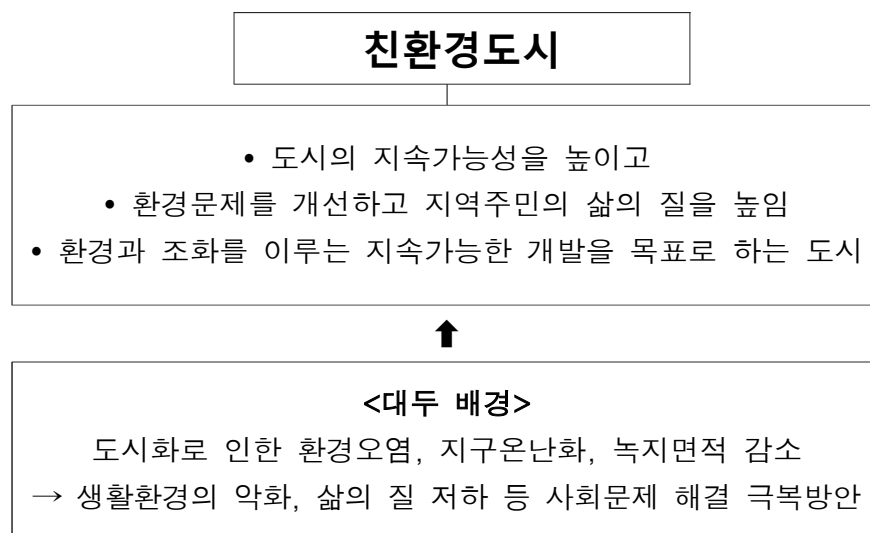 친환경도시
• 도시의 지속가능성을 높이고
• 환경문제를 개선하고 지역주민의 삶의 질을 높임
• 환경과 조화를 이루는 지속가능한 개발을 목표로 하는 도시
<대두 배경>
도시화로 인한 환경오염, 지구온난화, 녹지면적 감소
→ 생활환경의 악화, 삶의 질 저하 등 사회문제 해결 극복방안